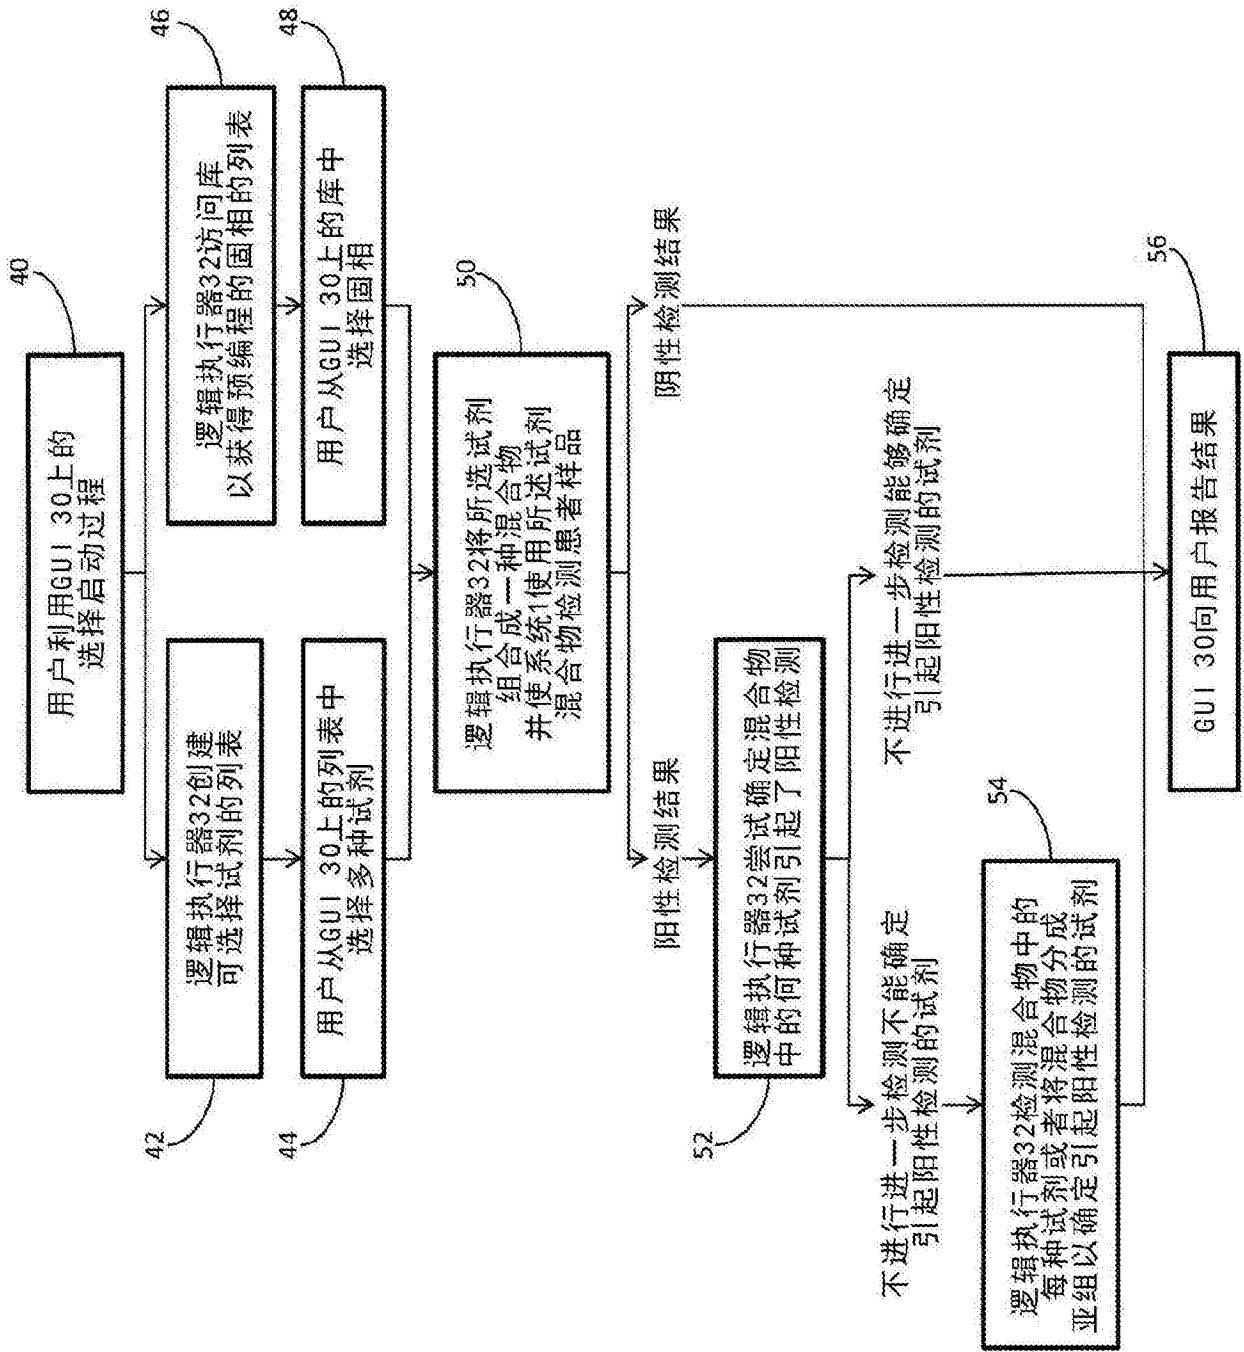 40
用户利用GUI 30上的
选择启动过程
42
逻辑执行器32创建
可选择试剂的列表
46
逻辑执行器32访问库
以获得预编程的固相的列表
44
用户从GUI 30上的列表中
选择多种试剂
48
用户从GUI 30上的库中
选择固相
50
逻辑执行器32将所选试剂
组合成一种混合物
并使系统1使用所述试剂
混合物检测患者样品
阳性检测结果
阴性检测结果
52
逻辑执行器32尝试确定混合物
中的何种试剂引起了阳性检测
不进行进一步检测不能确定
引起阳性检测的试剂
不进行进一步检测能够确定
引起阳性检测的试剂
54
逻辑执行器32检测混合物中的
每种试剂或者将混合物分成
亚组以确定引起阳性检测的试剂
56
GUI 30向用户报告结果